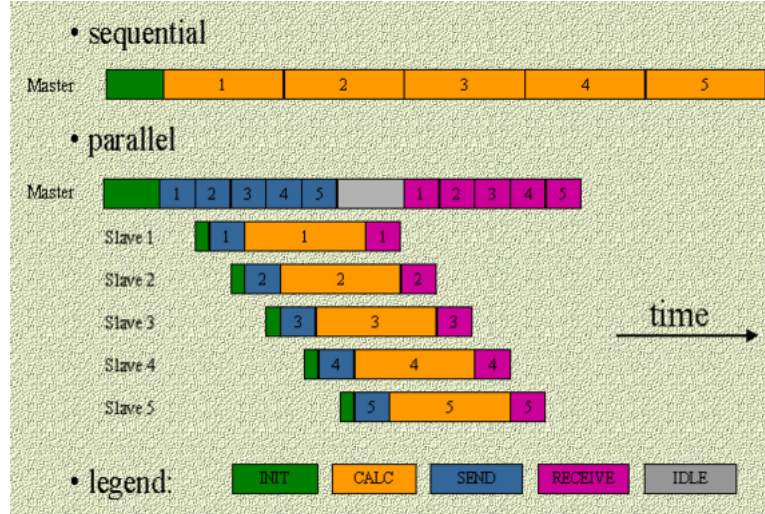 • sequential
Master 1 2 3 4 5
• parallel
Master 1 2 3 4 5 1 2 3 4 5
Slave 1 1 1 1
Slave 2 2 2 2
Slave 3 3 3 3
time
Slave 4 4 4 4
Slave 5 5 5 5
• legend: INIT CALC SEND RECEIVE IDLE